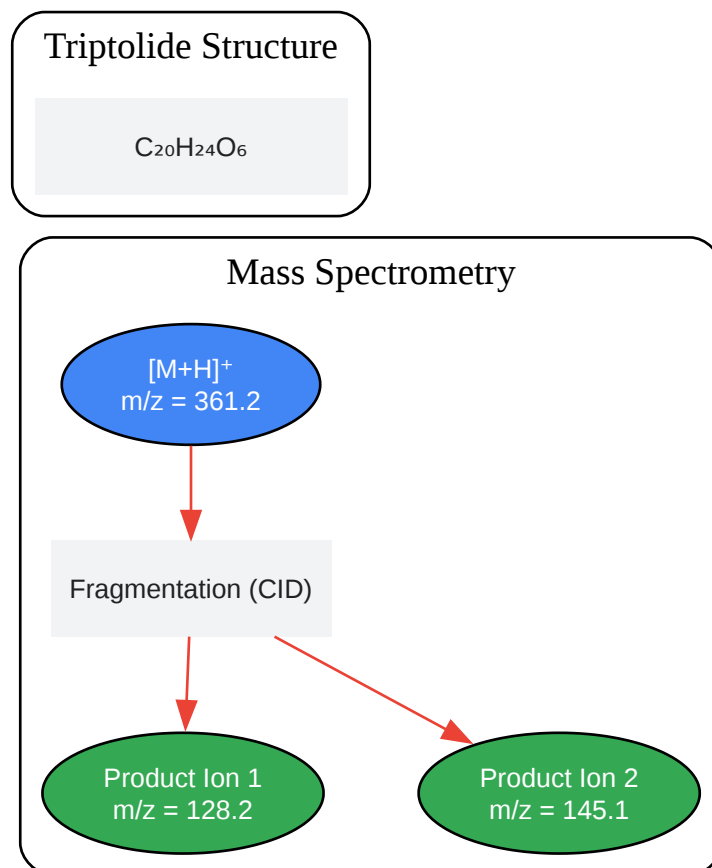 Triptolide Structure
C₂₀H₂₄O₆
Mass Spectrometry
[M+H]⁺
m/z = 361.2
Fragmentation (CID)
Product Ion 1
m/z = 128.2
Product Ion 2
m/z = 145.1